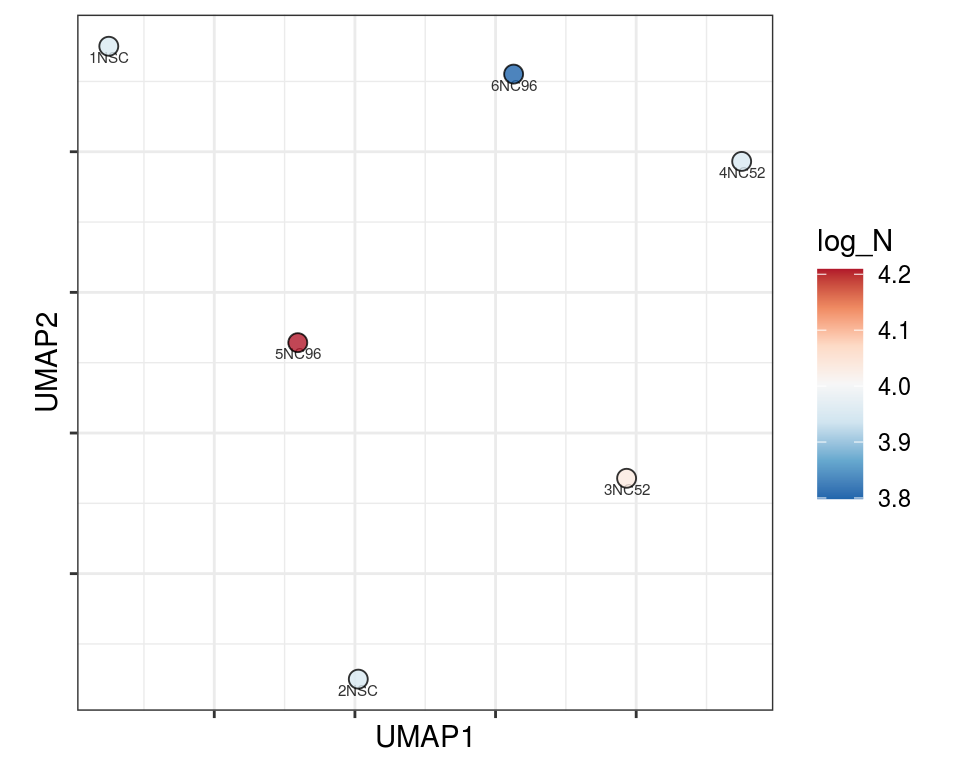 1NSC
6NC96
4NC52
5NC96
3NC52
2NSC
UMAP1
UMAP2
log_N
4.2
4.1
4.0
3.9
3.8